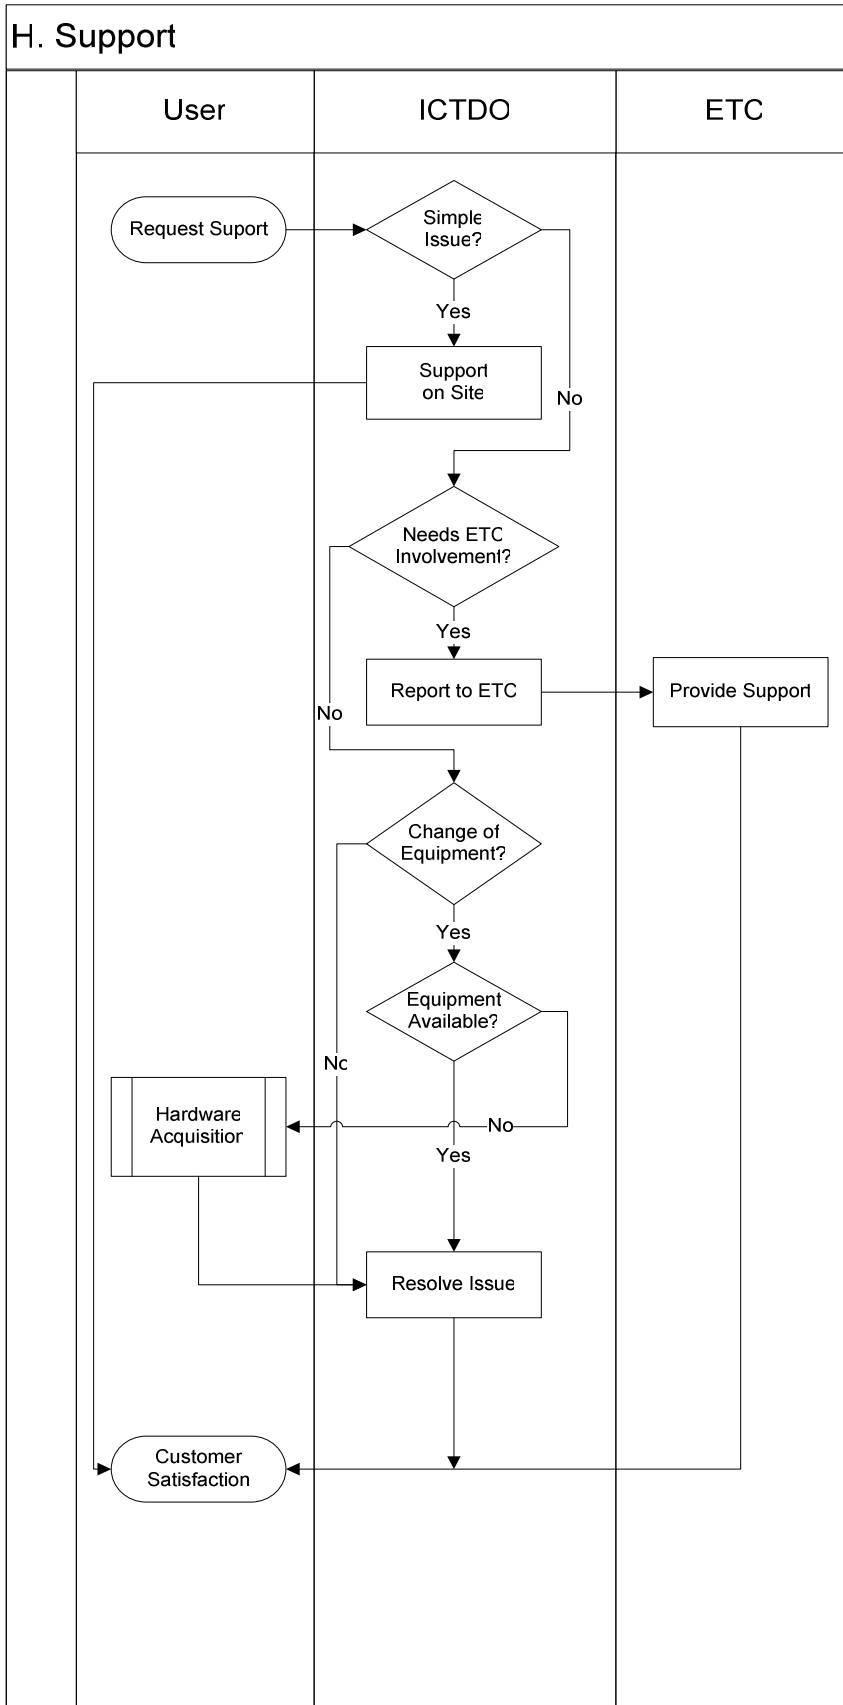 H. Support
User
ICTDO
ETC
Request Suport
Simple
Issue?
Yes
Support
on Site
No
Needs ETC
Involvement?
Yes
Report to ETC
Provide Support
No
Change of
Equipment?
Yes
Equipment
Available?
No
Hardware
Acquisition
No
Yes
Resolve Issue
Customer
Satisfaction